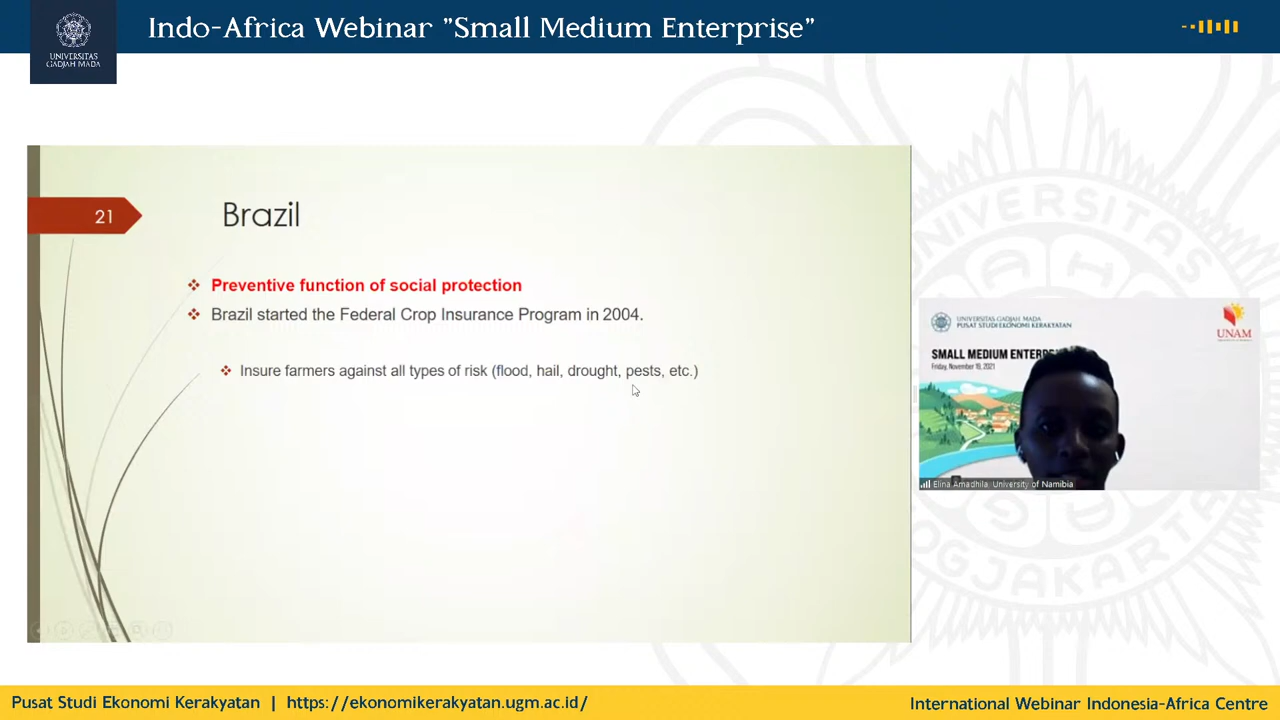 Indo-Africa Webinar "Small Medium Enterprise"
UNIVERSITAS
GADJAH MADA
21
Brazil
Preventive function of social protection
Brazil started the Federal Crop Insurance Program in 2004.
Insure farmers against all types of risk (flood, hail, drought, pests, etc.)
UNIVERSITAS GADJAH MADA
PUSAT STUDI EKONOMI KERAKYATAN
UNAM
SMALL MEDIUM ENTERP
Friday, November 19, 2021
Elina Amadhila, University of Namibia
Pusat Studi Ekonomi Kerakyatan | https://ekonomikerakyatan.ugm.ac.id/
International Webinar Indonesia-Africa Centre